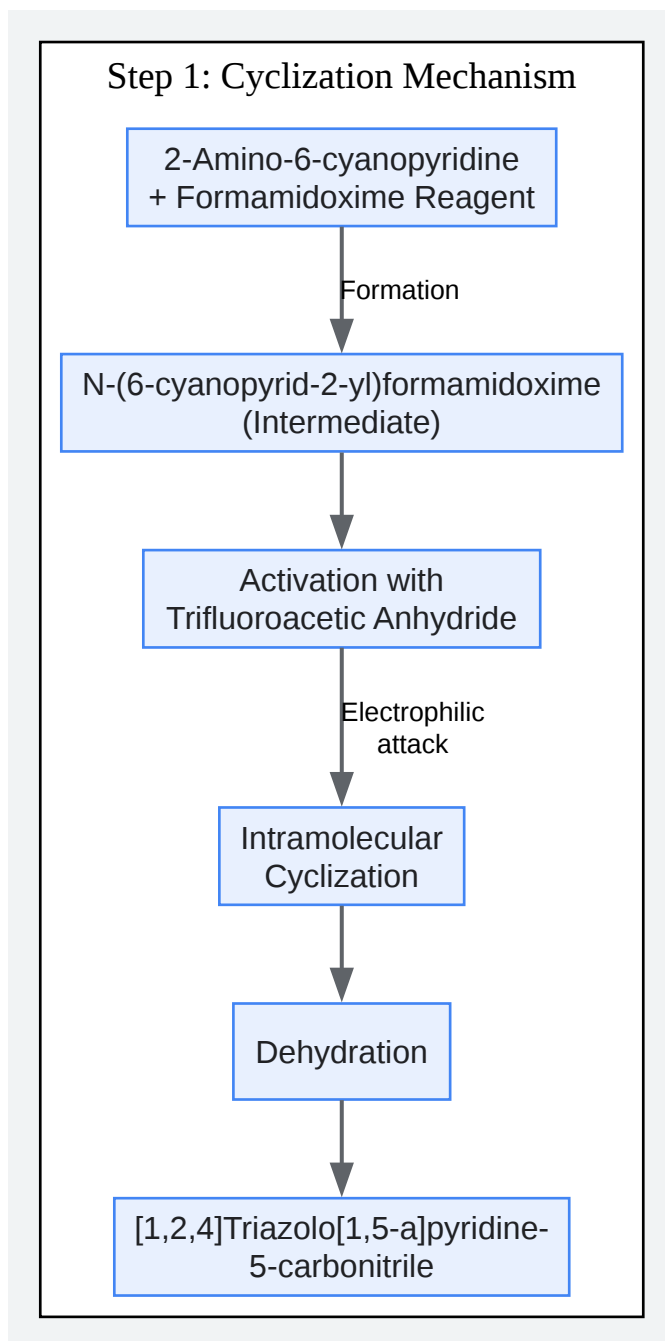 Step 1: Cyclization Mechanism
2-Amino-6-cyanopyridine
+ Formamidoxime Reagent
Formation
N-(6-cyanopyrid-2-yl)formamidoxime
(Intermediate)
Activation with
Trifluoroacetic Anhydride
Electrophilic
attack
Intramolecular
Cyclization
Dehydration
[1,2,4]Triazolo[1,5-a]pyridine-
5-carbonitrile